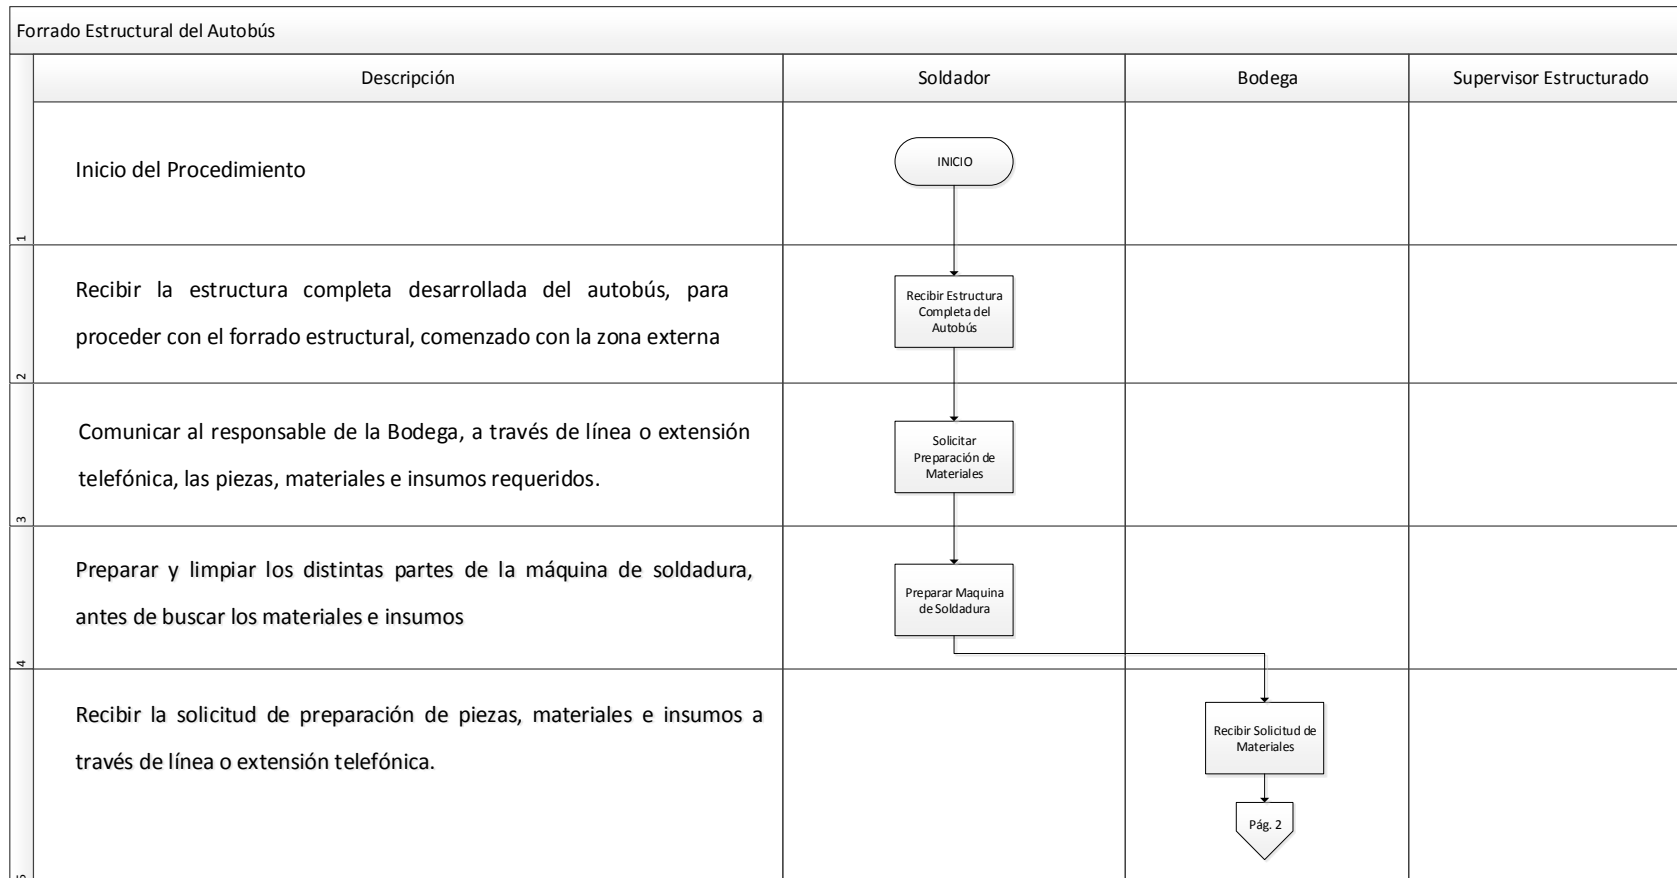 Forrado Estructural del Autobús
Descripción
Soldador
Bodega
Supervisor Estructurado
1
Inicio del Procedimiento
INICIO
2
Recibir la estructura completa desarrollada del autobús, para
proceder con el forrado estructural, comenzado con la zona externa
Recibir Estructura
Completa del
Autobús
3
Comunicar al responsable de la Bodega, a través de línea o extensión
telefónica, las piezas, materiales e insumos requeridos.
Solicitar
Preparación de
Materiales
4
Preparar y limpiar los distintas partes de la máquina de soldadura,
antes de buscar los materiales e insumos
Preparar Maquina
de Soldadura
5
Recibir la solicitud de preparación de piezas, materiales e insumos a
través de línea o extensión telefónica.
Recibir Solicitud de
Materiales
Pág. 2